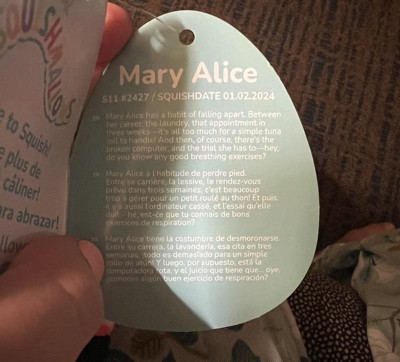 SQUISHMALLOWS
e to Squish!
e plus de
câliner!
ara abrazar!
llow
Mary Alice
S11 #2427 / SQUISHDATE 01.02.2024
Mary Alice has a habit of falling apart. Between
her career, the laundry, that appointment in
three weeks—it's all too much for a simple tuna
roll to handle! And then, of course, there's the
broken computer, and the trial she has to—hey,
do you know any good breathing exercises?
Mary Alice a l'habitude de perdre pied.
Entre sa carrière, la lessive, le rendez-vous
prévu dans trois semaines, c'est beaucoup
trop à gérer pour un petit roulé au thon! Et puis,
il y a aussi l'ordinateur cassé, et l'essai qu'elle
doit – hé, est-ce que tu connais de bons
exercices de respiration?
Mary Alice tiene la costumbre de desmoronarse.
Entre su carrera, la lavandería, esa cita en tres
semanas, ¡todo es demasiado para un simple
rollo de atún! Y luego, por supuesto, está la
computadora rota, y el juicio que tiene que... oye,
¿conoces algún buen ejercicio de respiración?